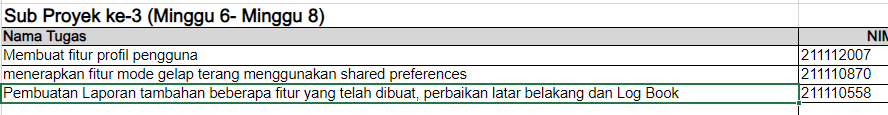 Sub Proyek ke-3 (Minggu 6- Minggu 8)
Nama Tugas NIM
Membuat fitur profil pengguna 211112007
menerapkan fitur mode gelap terang menggunakan shared preferences 211110870
Pembuatan Laporan tambahan beberapa fitur yang telah dibuat, perbaikan latar belakang dan Log Book 211110558